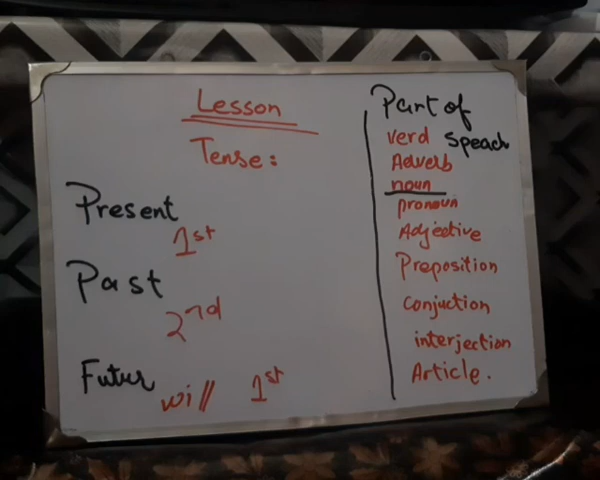 Lesson
Tense:
Present
1st
Past
2nd
Futur
will 1st
Part of
Speach
verd
Adverb
noun
pronoun
Adjective
Preposition
Conjuction
interjection
Article.